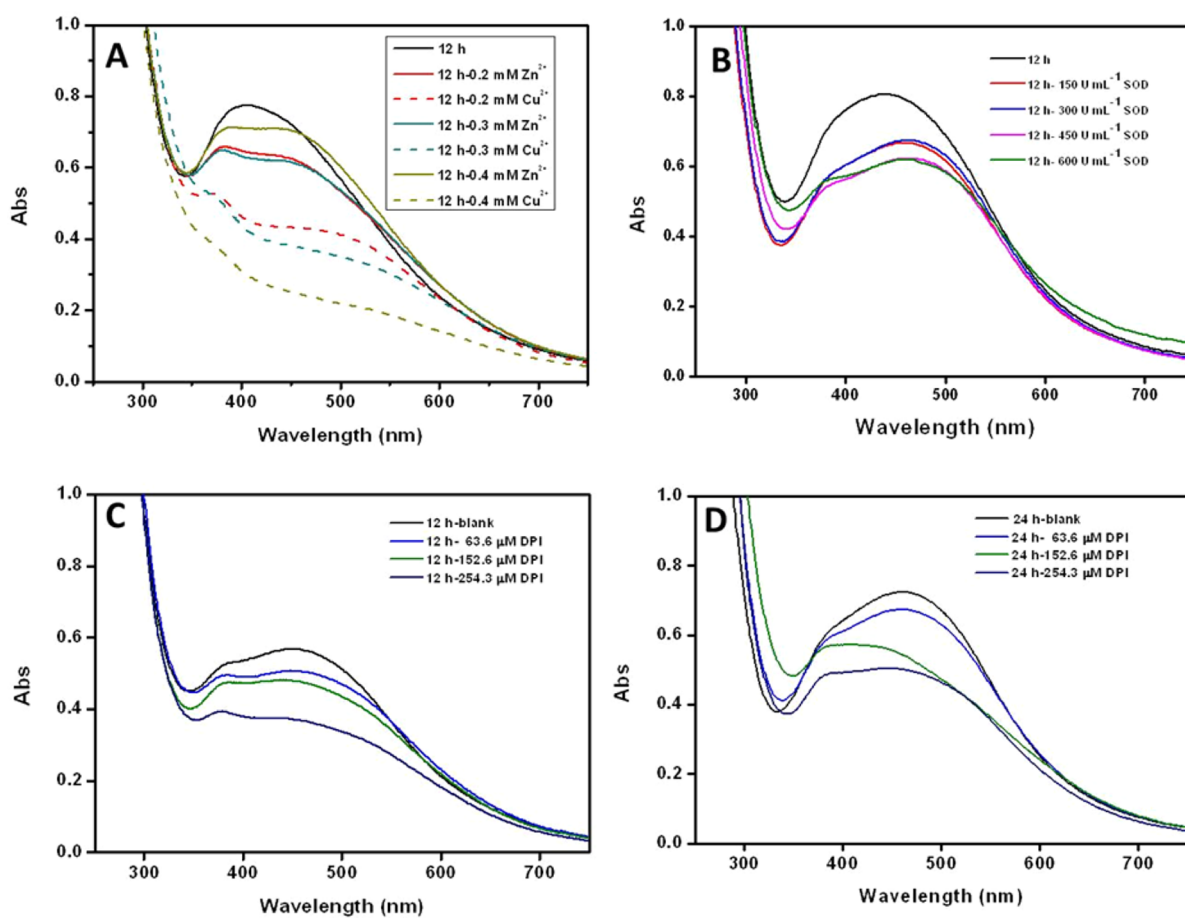 A
12 h
12 h-0.2 mM Zn²⁺
12 h-0.2 mM Cu²⁺
12 h-0.3 mM Zn²⁺
12 h-0.3 mM Cu²⁺
12 h-0.4 mM Zn²⁺
12 h-0.4 mM Cu²⁺
1.0
0.8
0.6
0.4
0.2
0.0
Abs
300 400 500 600 700
Wavelength (nm)
B
12 h
12 h- 150 U mL⁻¹ SOD
12 h- 300 U mL⁻¹ SOD
12 h- 450 U mL⁻¹ SOD
12 h- 600 U mL⁻¹ SOD
1.0
0.8
0.6
0.4
0.2
0.0
Abs
300 400 500 600 700
Wavelength (nm)
C
12 h-blank
12 h- 63.6 μM DPI
12 h-152.6 μM DPI
12 h-254.3 μM DPI
1.0
0.8
0.6
0.4
0.2
0.0
Abs
300 400 500 600 700
Wavelength (nm)
D
24 h-blank
24 h- 63.6 μM DPI
24 h-152.6 μM DPI
24 h-254.3 μM DPI
1.0
0.8
0.6
0.4
0.2
0.0
Abs
300 400 500 600 700
Wavelength (nm)